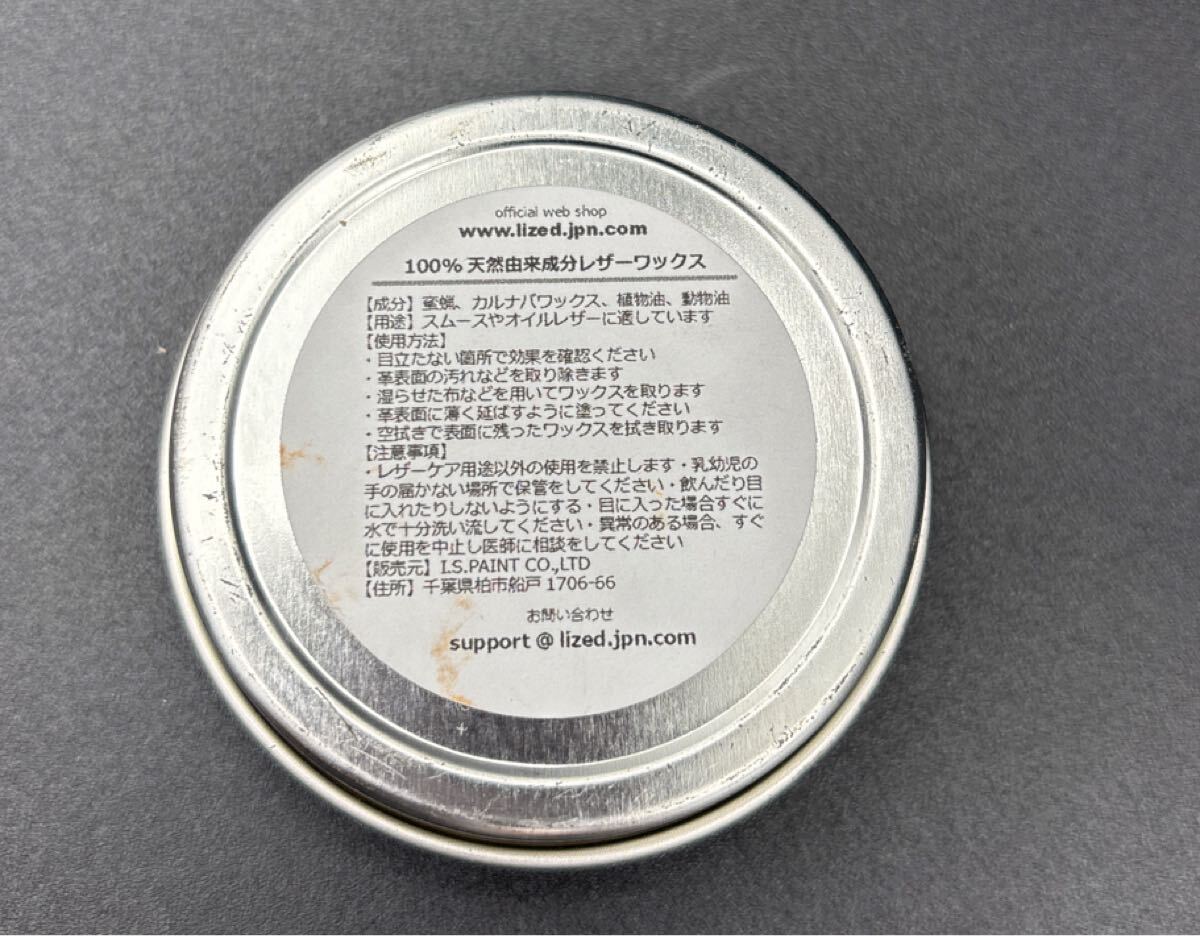 official web shop
www.lized.jpn.com
100% 天然由来成分レザーワックス
【成分】蜜蝋、カルナバワックス、植物油、動物油
【用途】スムースやオイルレザーに適しています
【使用方法】
・目立たない箇所で効果を確認ください
・革表面の汚れなどを取り除きます
・湿らせた布などを用いてワックスを取ります
・革表面に薄く延ばすように塗ってください
・空拭きで表面に残ったワックスを拭き取ります
【注意事項】
・レザーケア用途以外の使用を禁止します・乳幼児の
手の届かない場所で保管をしてください・飲んだり目
に入れたりしないようにする・目に入った場合すぐに
水で十分洗い流してください・異常のある場合、すぐ
に使用を中止し医師に相談をしてください
【販売元】I.S.PAINT CO.,LTD
【住所】千葉県柏市船戸 1706-66
お問い合わせ
support @ lized.jpn.com